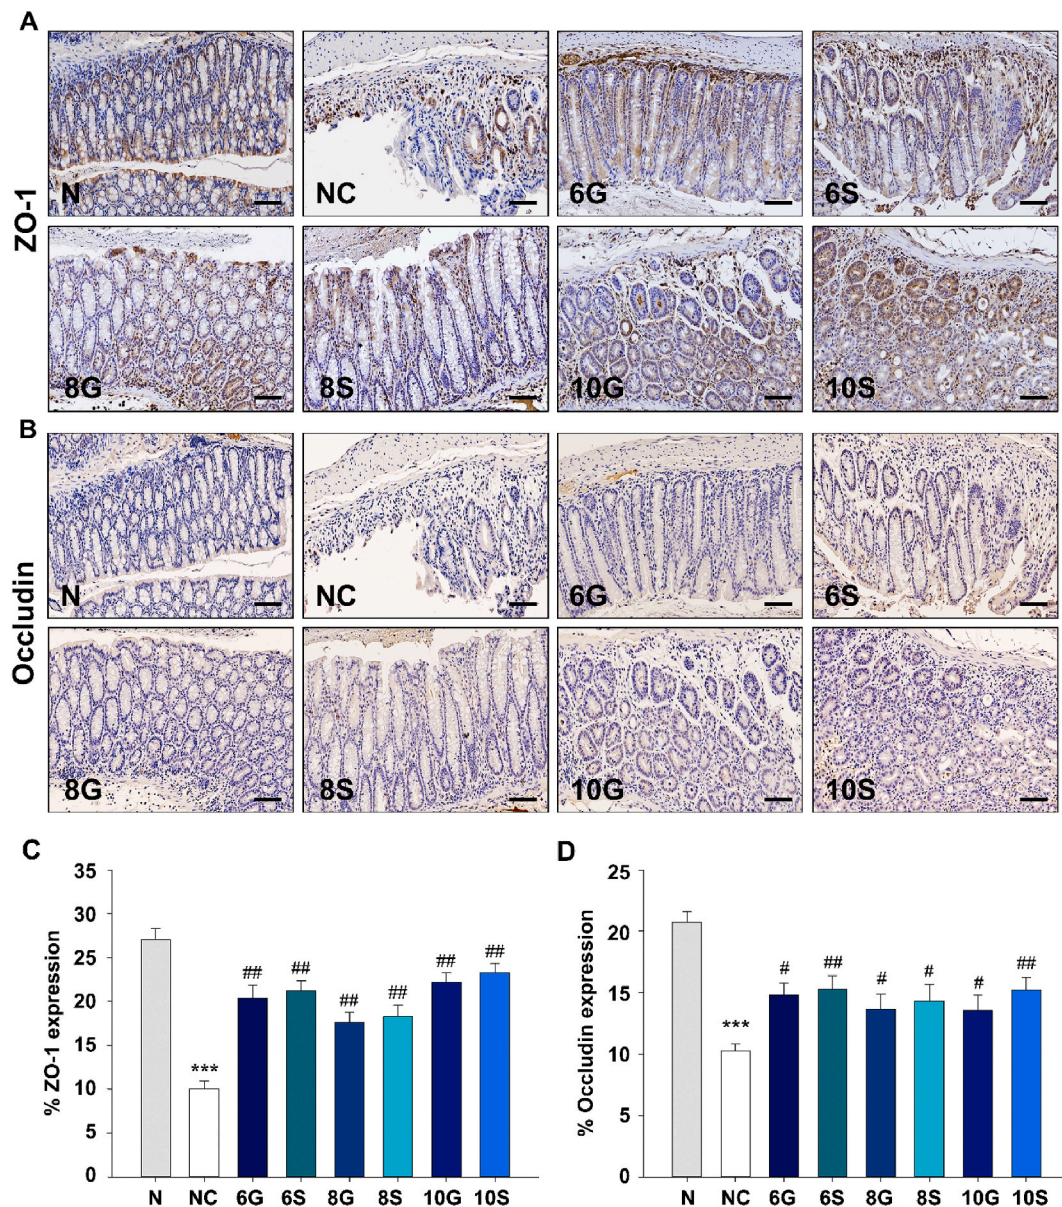 A
ZO-1
N
NC
6G
6S
8G
8S
10G
10S
B
Occludin
N
NC
6G
6S
8G
8S
10G
10S
C
% ZO-1 expression
35
30
25
20
15
10
5
0
***
##
##
##
##
##
##
N NC 6G 6S 8G 8S 10G 10S
D
% Occludin expression
25
20
15
10
5
0
***
#
##
#
#
#
##
N NC 6G 6S 8G 8S 10G 10S